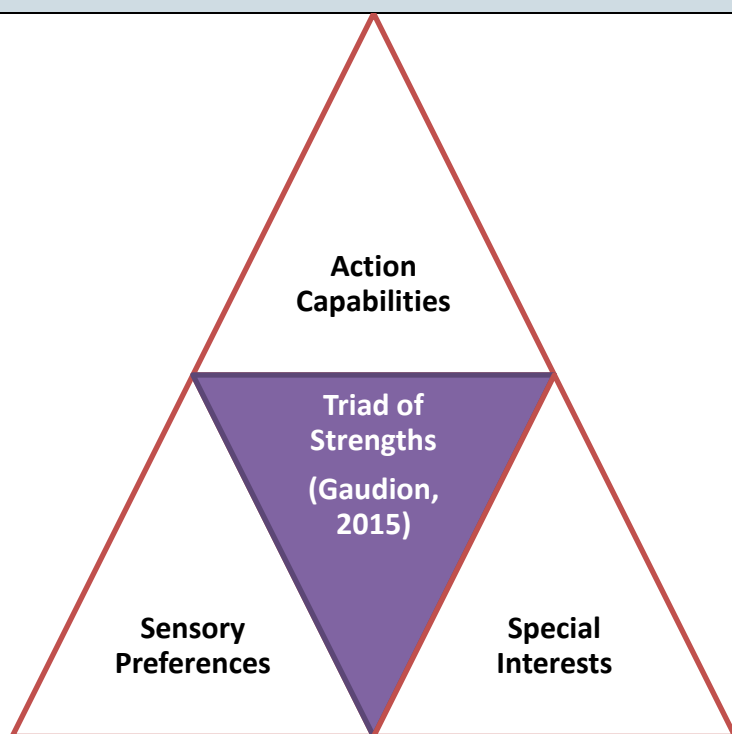 Action
Capabilities
Triad of
Strengths
(Gaudion,
2015)
Sensory
Preferences
Special
Interests